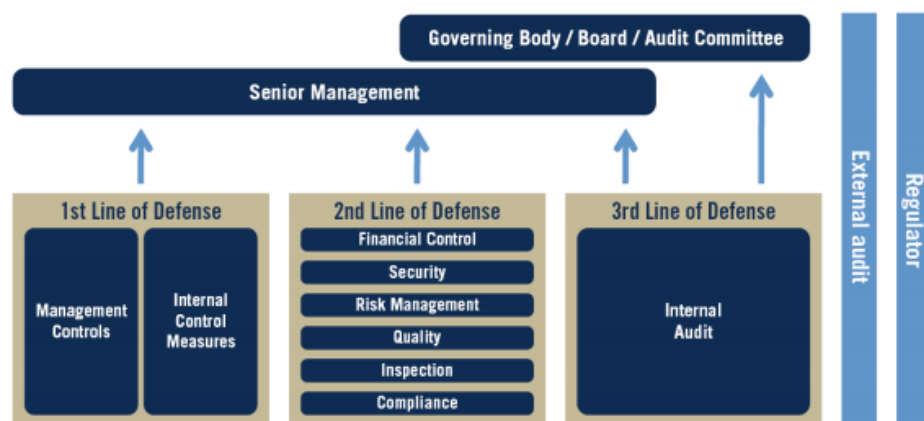 Governing Body / Board / Audit Committee
Senior Management
1st Line of Defense
Management
Controls
Internal
Control
Measures
2nd Line of Defense
Financial Control
Security
Risk Management
Quality
Inspection
Compliance
3rd Line of Defense
Internal
Audit
External audit
Regulator